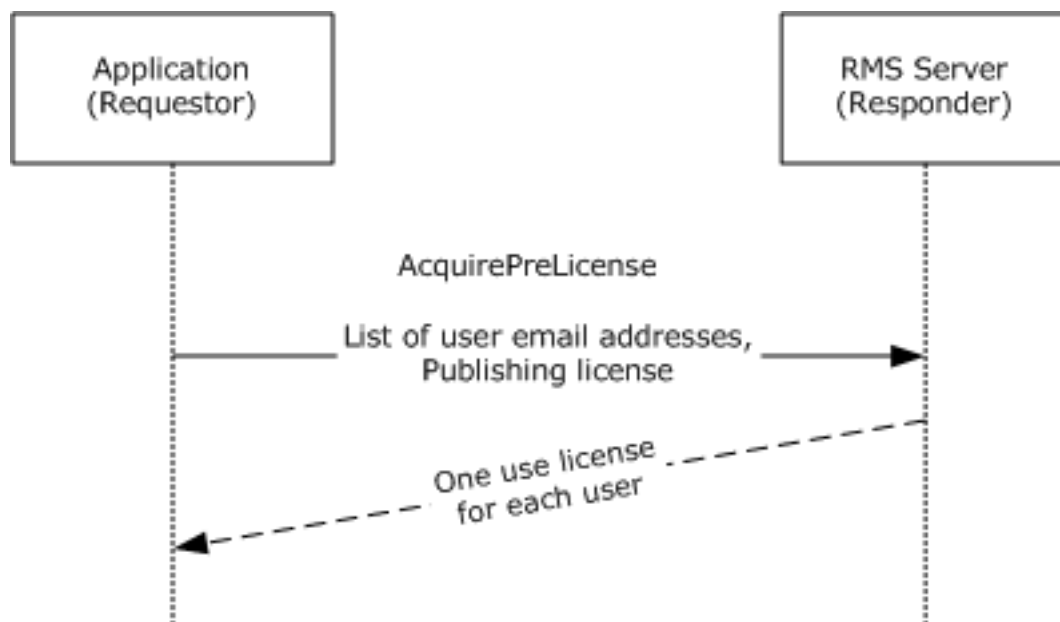 Application
(Requestor)
RMS Server
(Responder)
AcquirePreLicense
List of user email addresses,
Publishing license
One use license
for each user